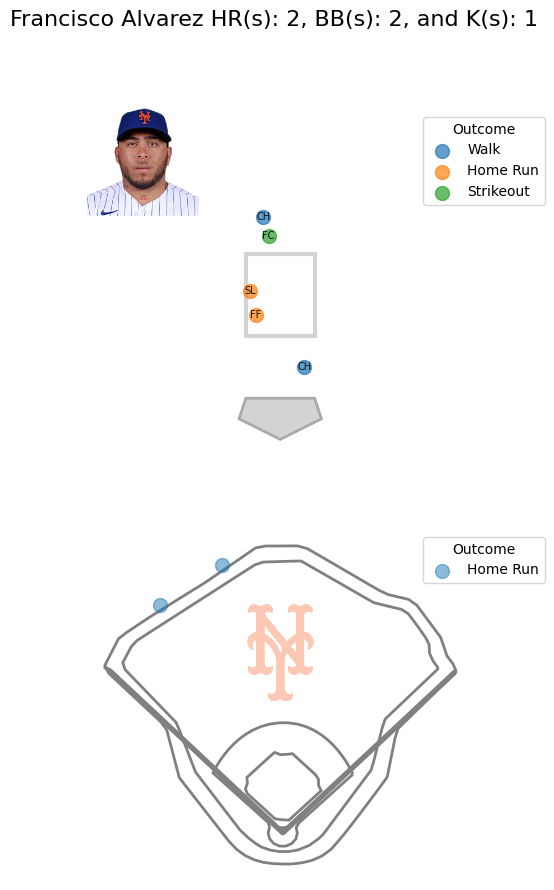 Francisco Alvarez HR(s): 2, BB(s): 2, and K(s): 1
Outcome
Walk
Home Run
Strikeout
CH
FC
SL
FF
CH
Outcome
Home Run
NY